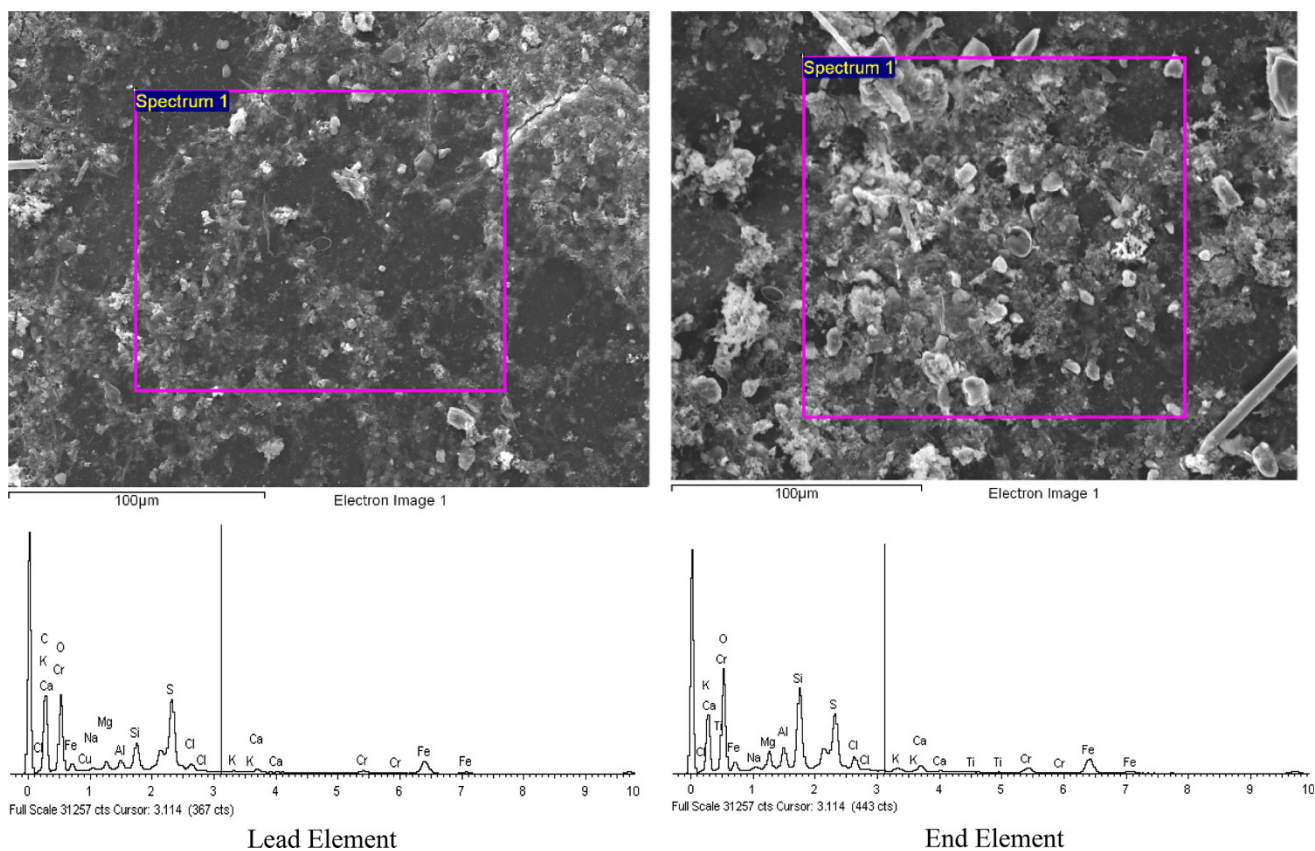 Spectrum 1
Spectrum 1
100µm Electron Image 1
100µm Electron Image 1
C
K
Ca
O
Cr
Cl
Fe
Cu
Na
Mg
Al
Si
S
Cl
Cl
K
K
Ca
Ca
Cr
Cr
Fe
Fe
0 1 2 3 4 5 6 7 8 9 10
Full Scale 31257 cts Cursor: 3.114 (367 cts)
Lead Element
K
Ca
Cl
O
Cr
Ti
Fe
Na
Mg
Al
Si
S
Cl
Cl
K
K
Ca
Ca
Ti
Ti
Cr
Cr
Fe
Fe
0 1 2 3 4 5 6 7 8 9 10
Full Scale 31257 cts Cursor: 3.114 (443 cts)
End Element